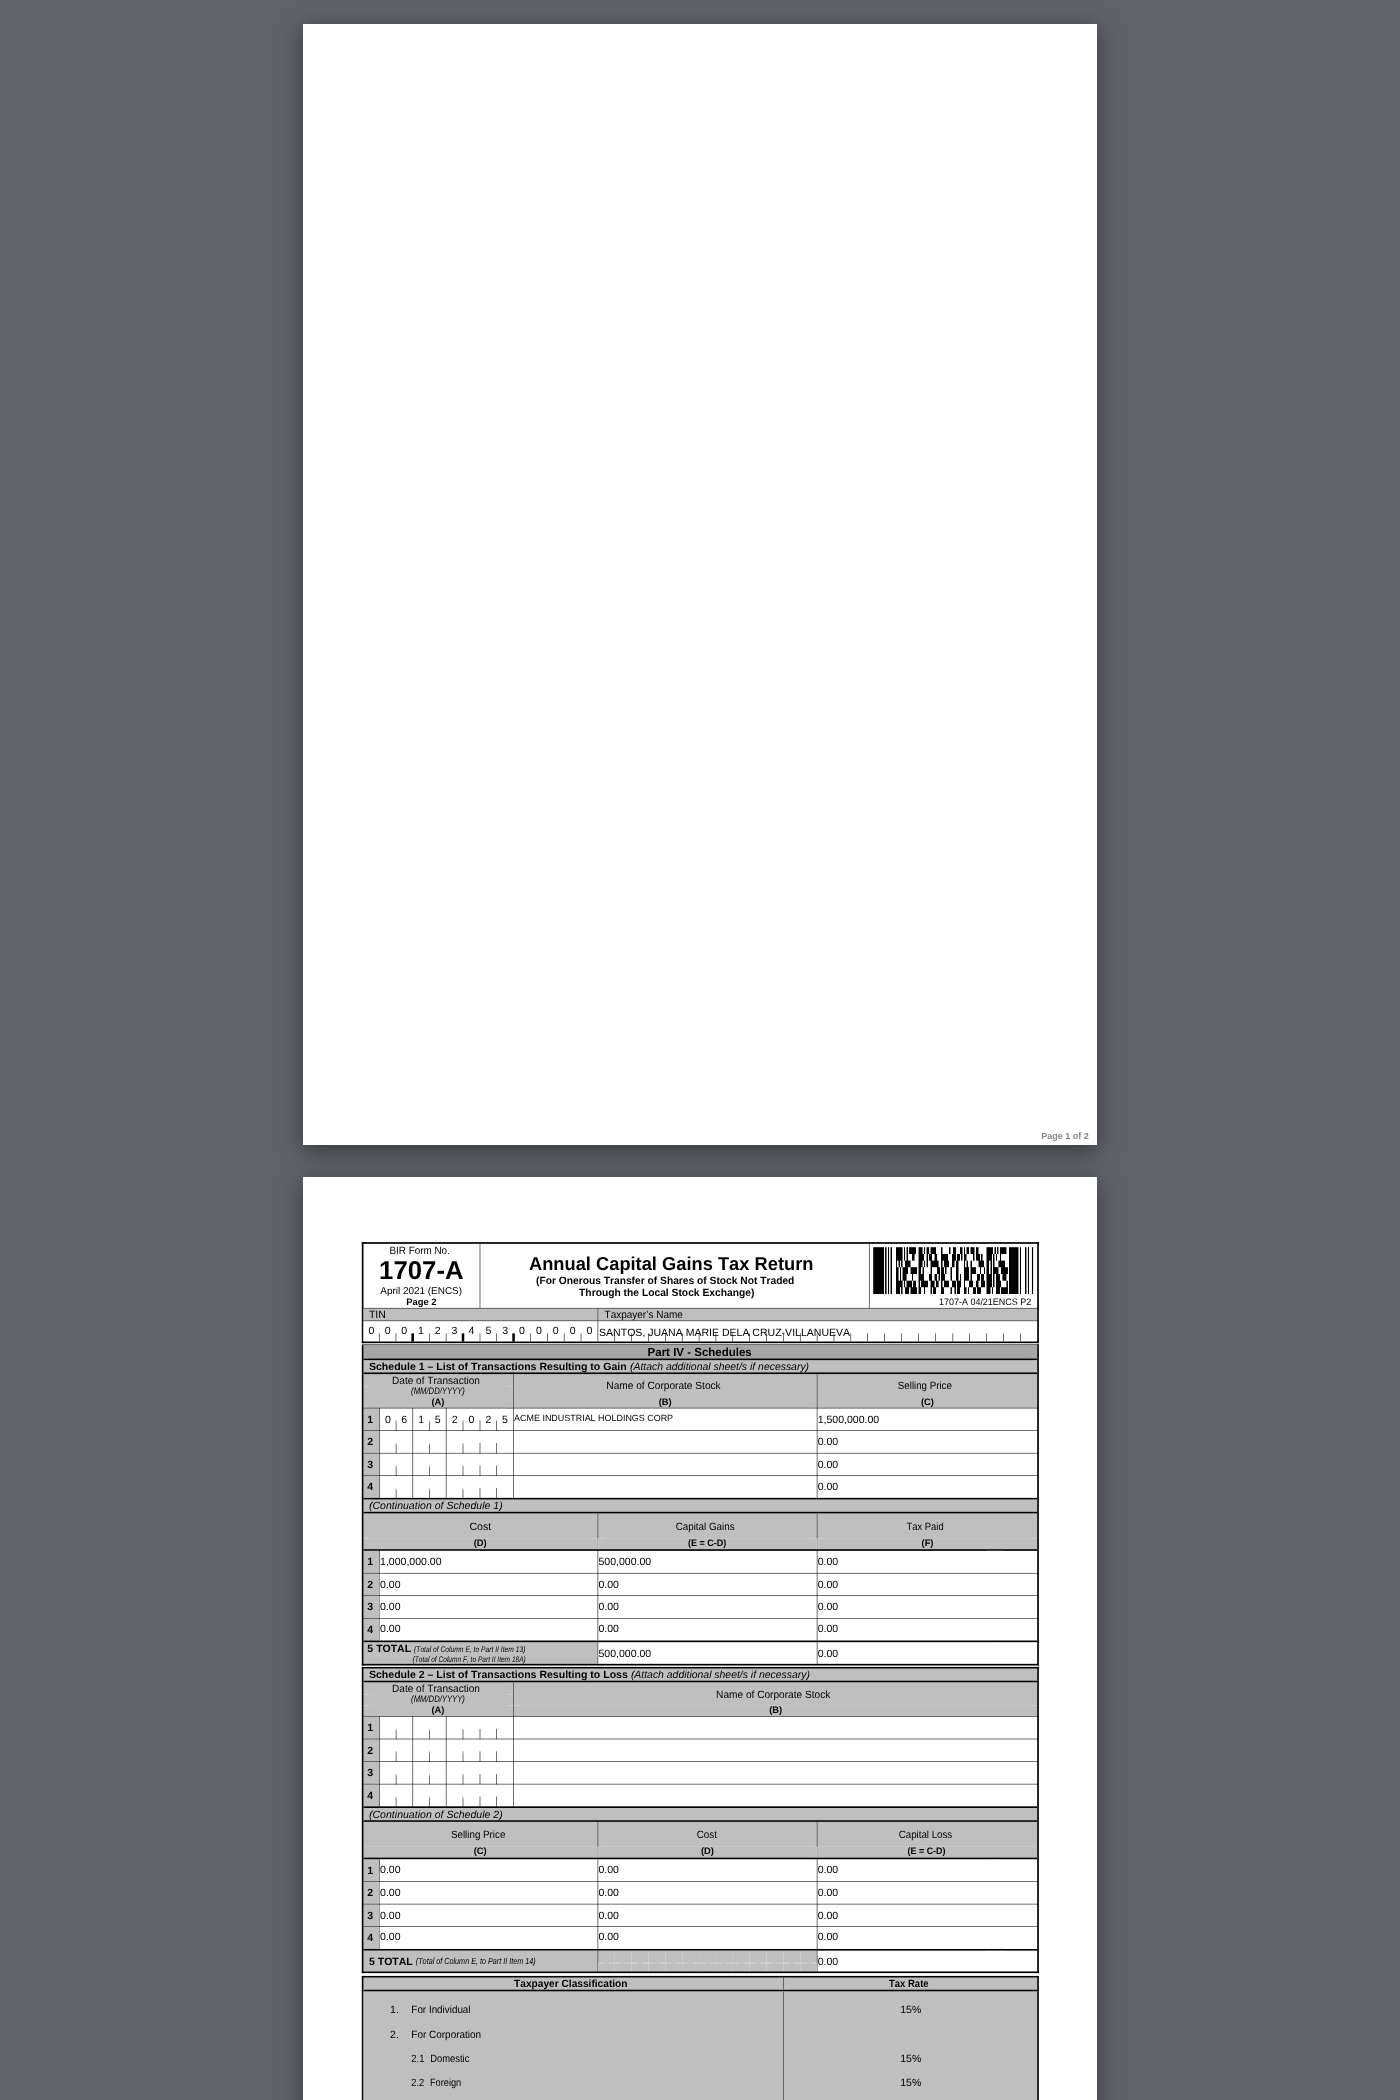 Page 1 of 2
BIR Form No.
1707-A
April 2021 (ENCS)
Page 2
Annual Capital Gains Tax Return
(For Onerous Transfer of Shares of Stock Not Traded
Through the Local Stock Exchange)
1707-A 04/21ENCS P2
TIN Taxpayer's Name
0 0 0 1 2 3 4 5 3 0 0 0 0 0 SANTOS, JUANA MARIE DELA CRUZ-VILLANUEVA
Part IV - Schedules
Schedule 1 – List of Transactions Resulting to Gain (Attach additional sheet/s if necessary)
Date of Transaction
(MM/DD/YYYY)
(A)
Name of Corporate Stock
(B)
Selling Price
(C)
1 0 6 1 5 2 0 2 5 ACME INDUSTRIAL HOLDINGS CORP 1,500,000.00
2 0.00
3 0.00
4 0.00
(Continuation of Schedule 1)
Cost Capital Gains Tax Paid
(D) (E = C-D) (F)
1 1,000,000.00 500,000.00 0.00
2 0.00 0.00 0.00
3 0.00 0.00 0.00
4 0.00 0.00 0.00
5 TOTAL (Total of Column E, to Part II Item 13)
(Total of Column F, to Part II Item 18A)
500,000.00 0.00
Schedule 2 – List of Transactions Resulting to Loss (Attach additional sheet/s if necessary)
Date of Transaction
(MM/DD/YYYY)
(A)
Name of Corporate Stock
(B)
1
2
3
4
(Continuation of Schedule 2)
Selling Price Cost Capital Loss
(C) (D) (E = C-D)
1 0.00 0.00 0.00
2 0.00 0.00 0.00
3 0.00 0.00 0.00
4 0.00 0.00 0.00
5 TOTAL (Total of Column E, to Part II Item 14) 0.00
Taxpayer Classification Tax Rate
1. For Individual 15%
2. For Corporation
2.1 Domestic 15%
2.2 Foreign 15%